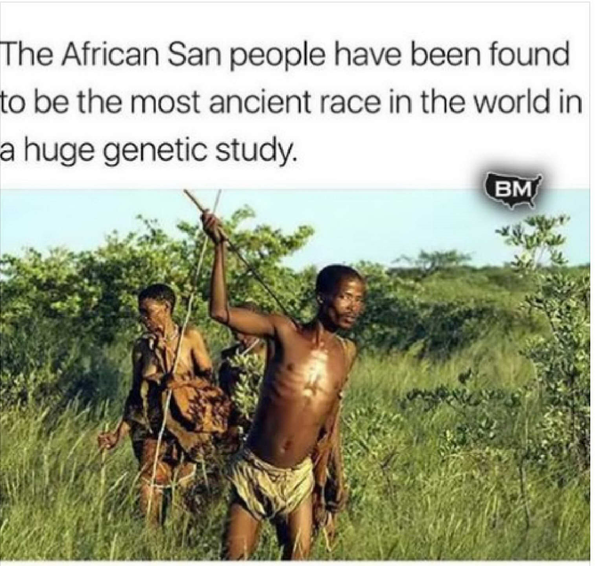 The African San people have been found
to be the most ancient race in the world in
a huge genetic study.
BM